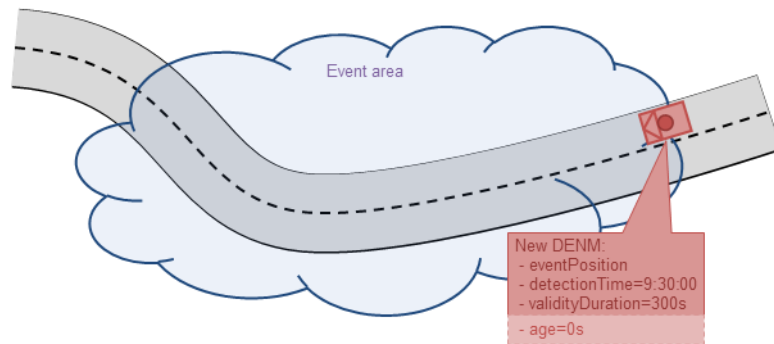 Event area
New DENM:
- eventPosition
- detectionTime=9:30:00
- validityDuration=300s
- age=0s